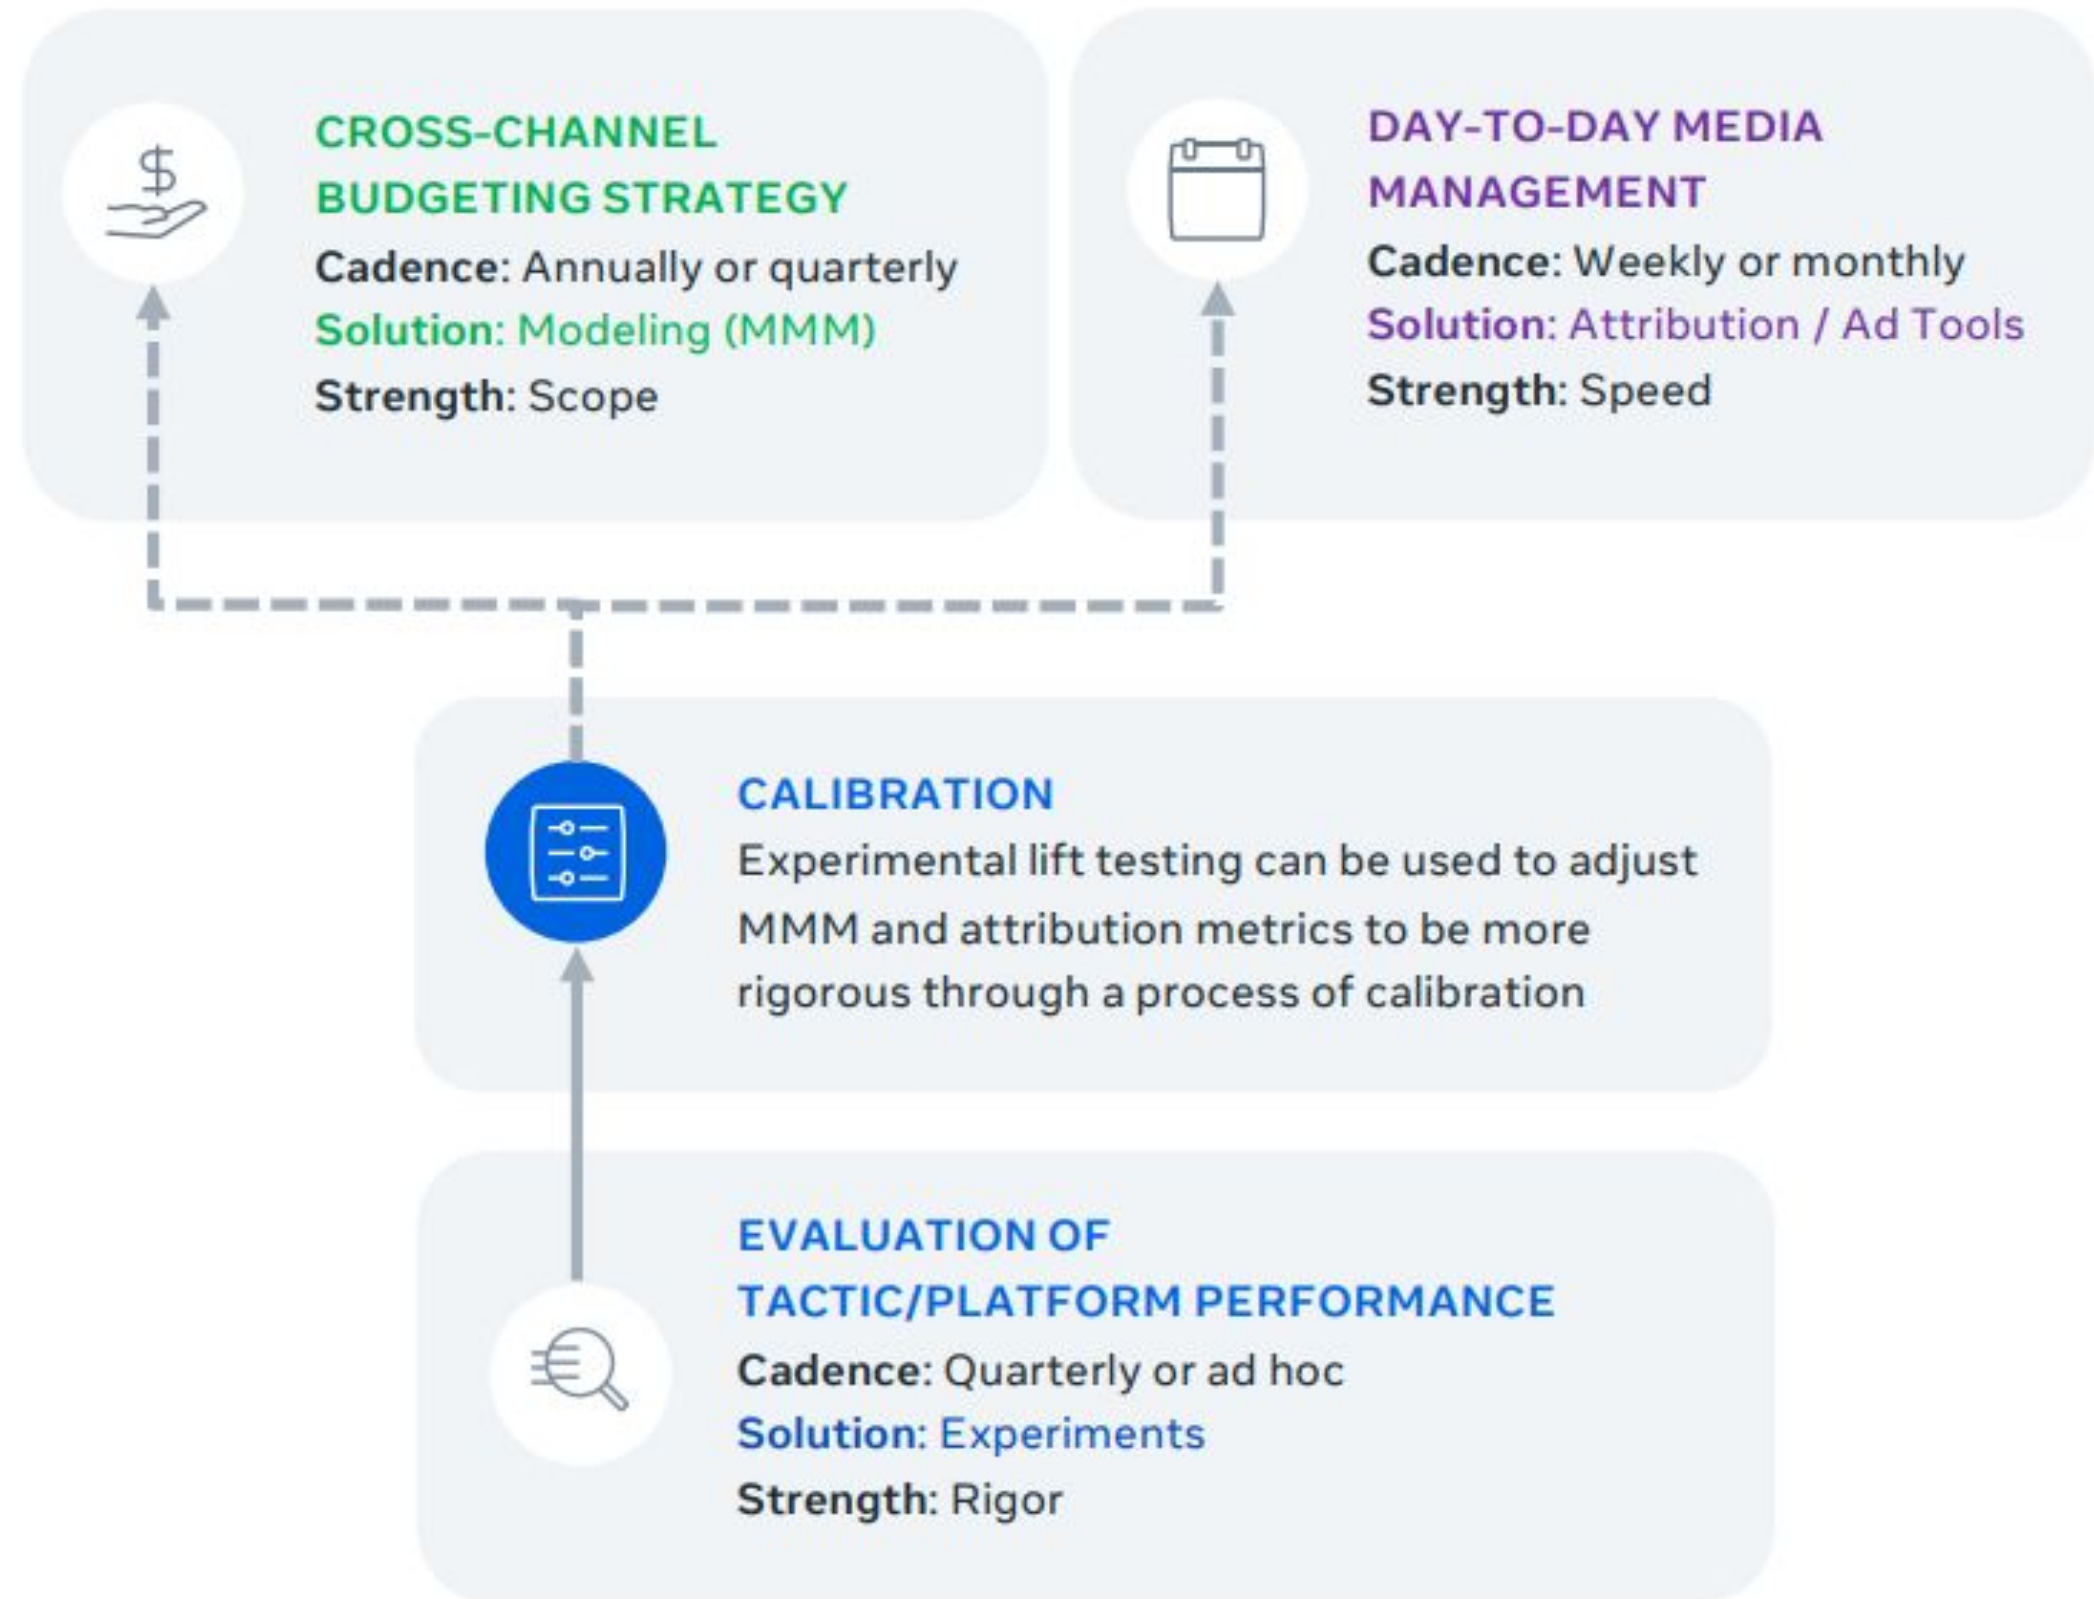 CROSS-CHANNEL
BUDGETING STRATEGY
Cadence: Annually or quarterly
Solution: Modeling (MMM)
Strength: Scope
DAY-TO-DAY MEDIA
MANAGEMENT
Cadence: Weekly or monthly
Solution: Attribution / Ad Tools
Strength: Speed
CALIBRATION
Experimental lift testing can be used to adjust
MMM and attribution metrics to be more
rigorous through a process of calibration
EVALUATION OF
TACTIC/PLATFORM PERFORMANCE
Cadence: Quarterly or ad hoc
Solution: Experiments
Strength: Rigor